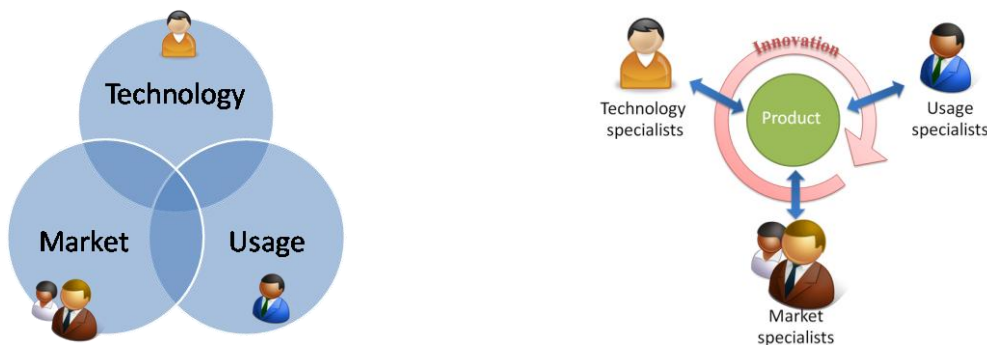 Technology
Market
Usage
Innovation
Technology
specialists
Product
Usage
specialists
Market
specialists